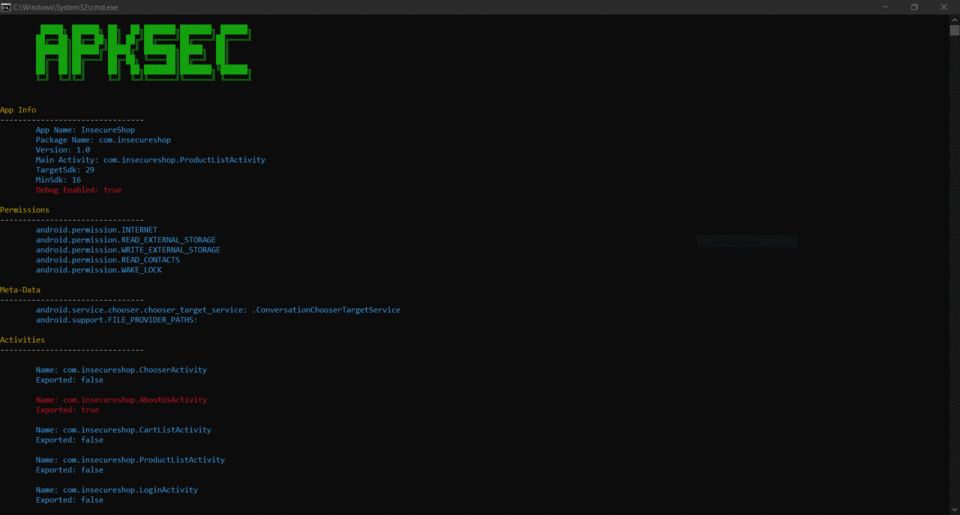 C:\Windows\System32\cmd.exe
APKSEC
App Info
--------------------------------
App Name: InsecureShop
Package Name: com.insecureshop
Version: 1.0
Main Activity: com.insecureshop.ProductListActivity
TargetSdk: 29
MinSdk: 16
Debug Enabled: true
Permissions
--------------------------------
android.permission.INTERNET
android.permission.READ_EXTERNAL_STORAGE
android.permission.WRITE_EXTERNAL_STORAGE
android.permission.READ_CONTACTS
android.permission.WAKE_LOCK
Meta-Data
--------------------------------
android.service.chooser.chooser_target_service: .ConversationChooserTargetService
android.support.FILE_PROVIDER_PATHS:
Activities
--------------------------------
Name: com.insecureshop.ChooserActivity
Exported: false
Name: com.insecureshop.AboutUsActivity
Exported: true
Name: com.insecureshop.CartListActivity
Exported: false
Name: com.insecureshop.ProductListActivity
Exported: false
Name: com.insecureshop.LoginActivity
Exported: false